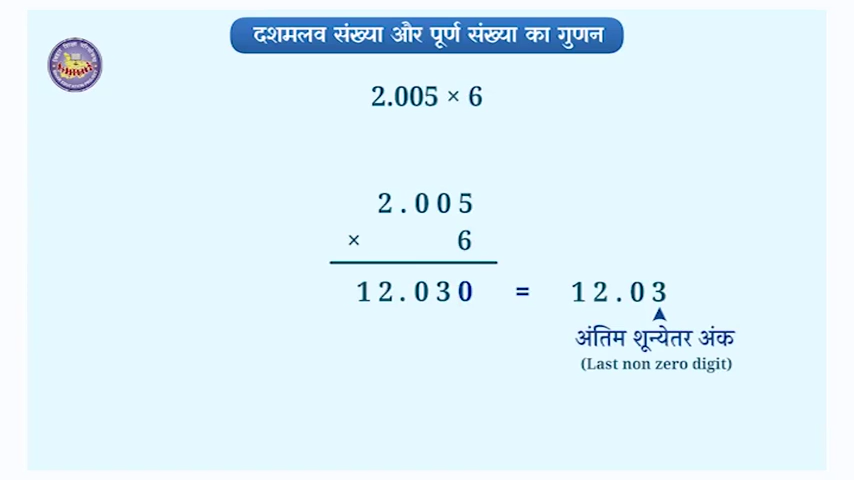 दशमलव संख्या और पूर्ण संख्या का गुणन
2.005 × 6
2.005
× 6
12.030 = 12.03
अंतिम शून्येतर अंक
(Last non zero digit)